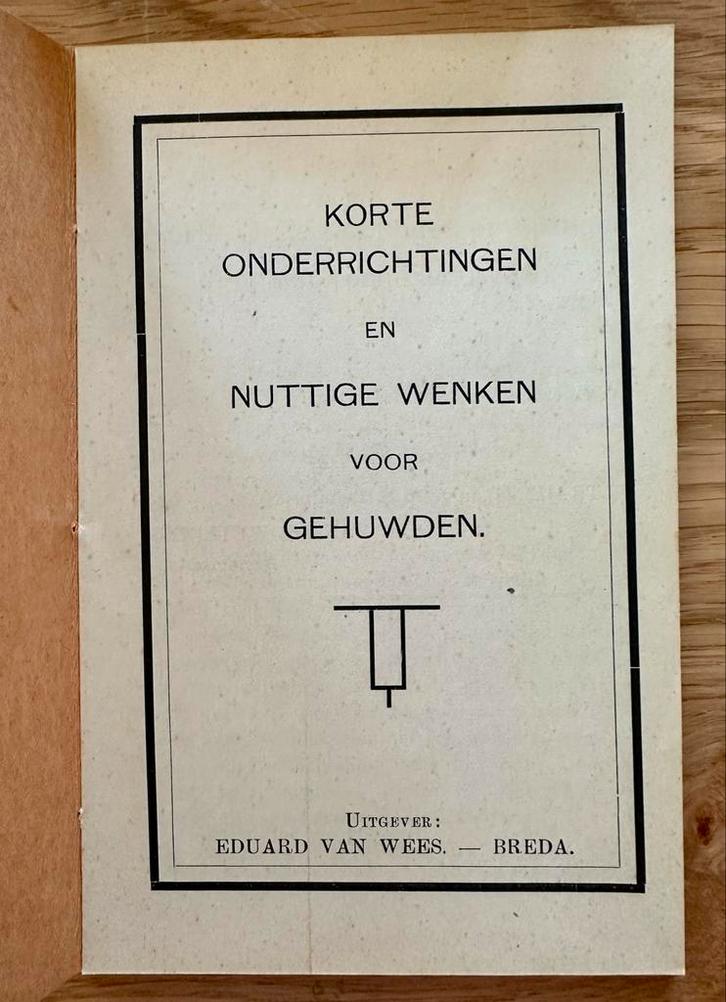 KORTE
ONDERRICHTINGEN
EN
NUTTIGE WENKEN
VOOR
GEHUWDEN.
UITGEVER:
EDUARD VAN WEES. — BREDA.